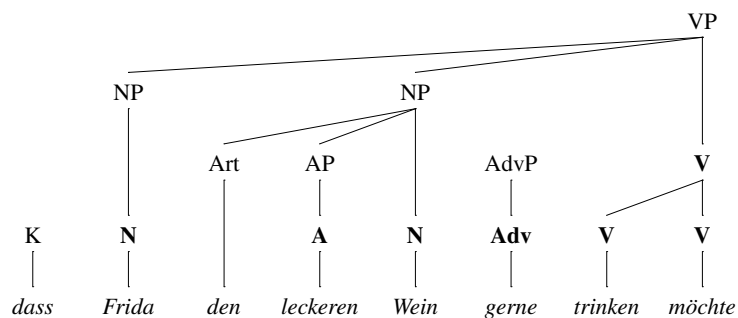 VP
NP NP
Art AP AdvP V
K N A N Adv V V
dass Frida den leckeren Wein gerne trinken möchte